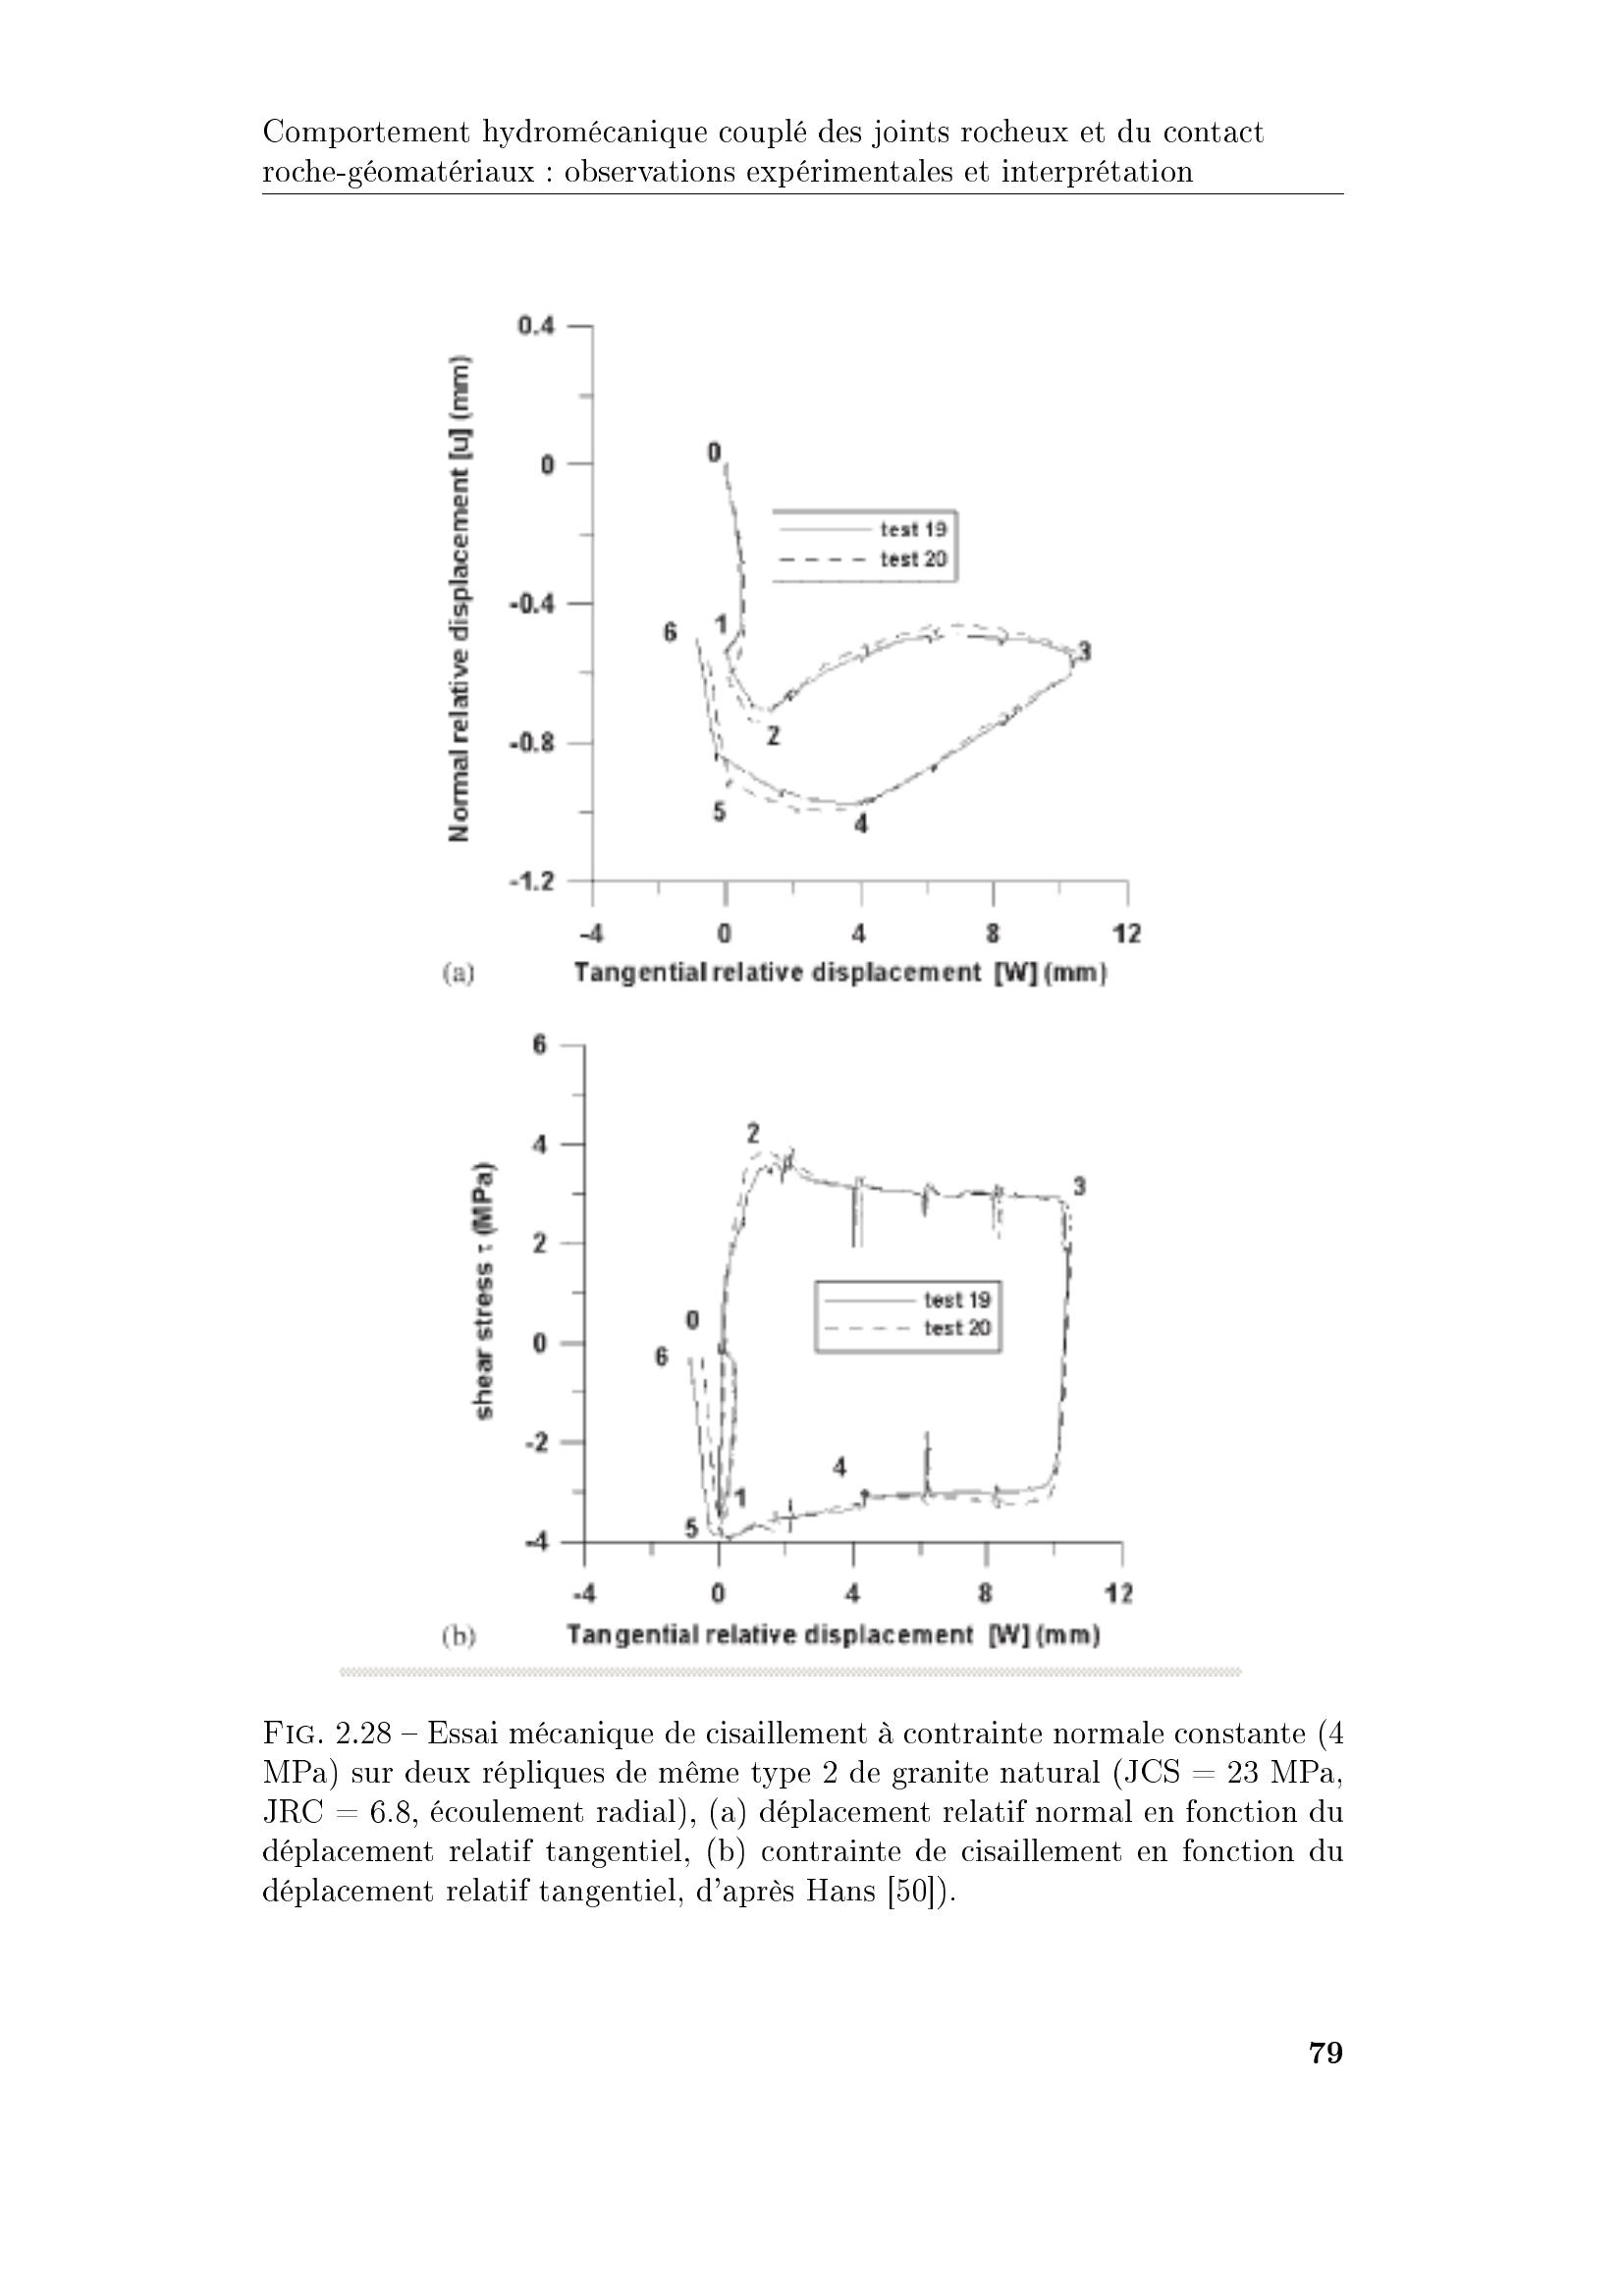 Comportement hydromécanique couplé des joints rocheux et du contact
roche-géomatériaux : observations expérimentales et interprétation
0.4
0
-0.4
-0.8
-1.2
Normal relative displacement [u] (mm)
0
test 19
test 20
1
6
3
2
5
4
-4
0
4
8
12
(a)
Tangential relative displacement [W] (mm)
6
4
2
0
-2
-4
shear stress τ (MPa)
2
3
0
6
test 19
test 20
4
1
5
-4
0
4
8
12
(b)
Tangential relative displacement [W] (mm)
FIG. 2.28 – Essai mécanique de cisaillement à contrainte normale constante (4
MPa) sur deux répliques de même type 2 de granite natural (JCS = 23 MPa,
JRC = 6.8, écoulement radial), (a) déplacement relatif normal en fonction du
déplacement relatif tangentiel, (b) contrainte de cisaillement en fonction du
déplacement relatif tangentiel, d'après Hans [50]).
79